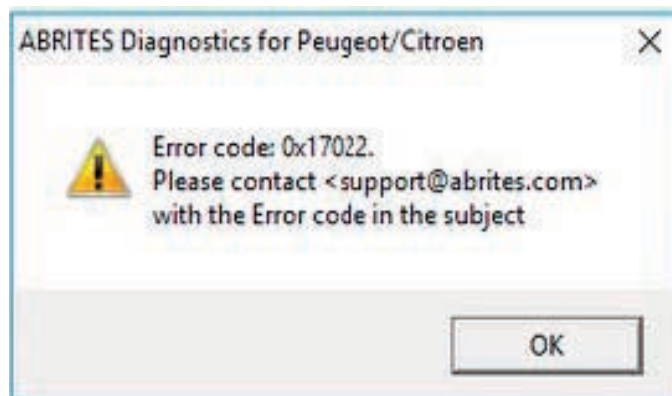 ABRITES Diagnostics for Peugeot/Citroen
Error code: 0x17022.
Please contact <support@abrites.com>
with the Error code in the subject
OK